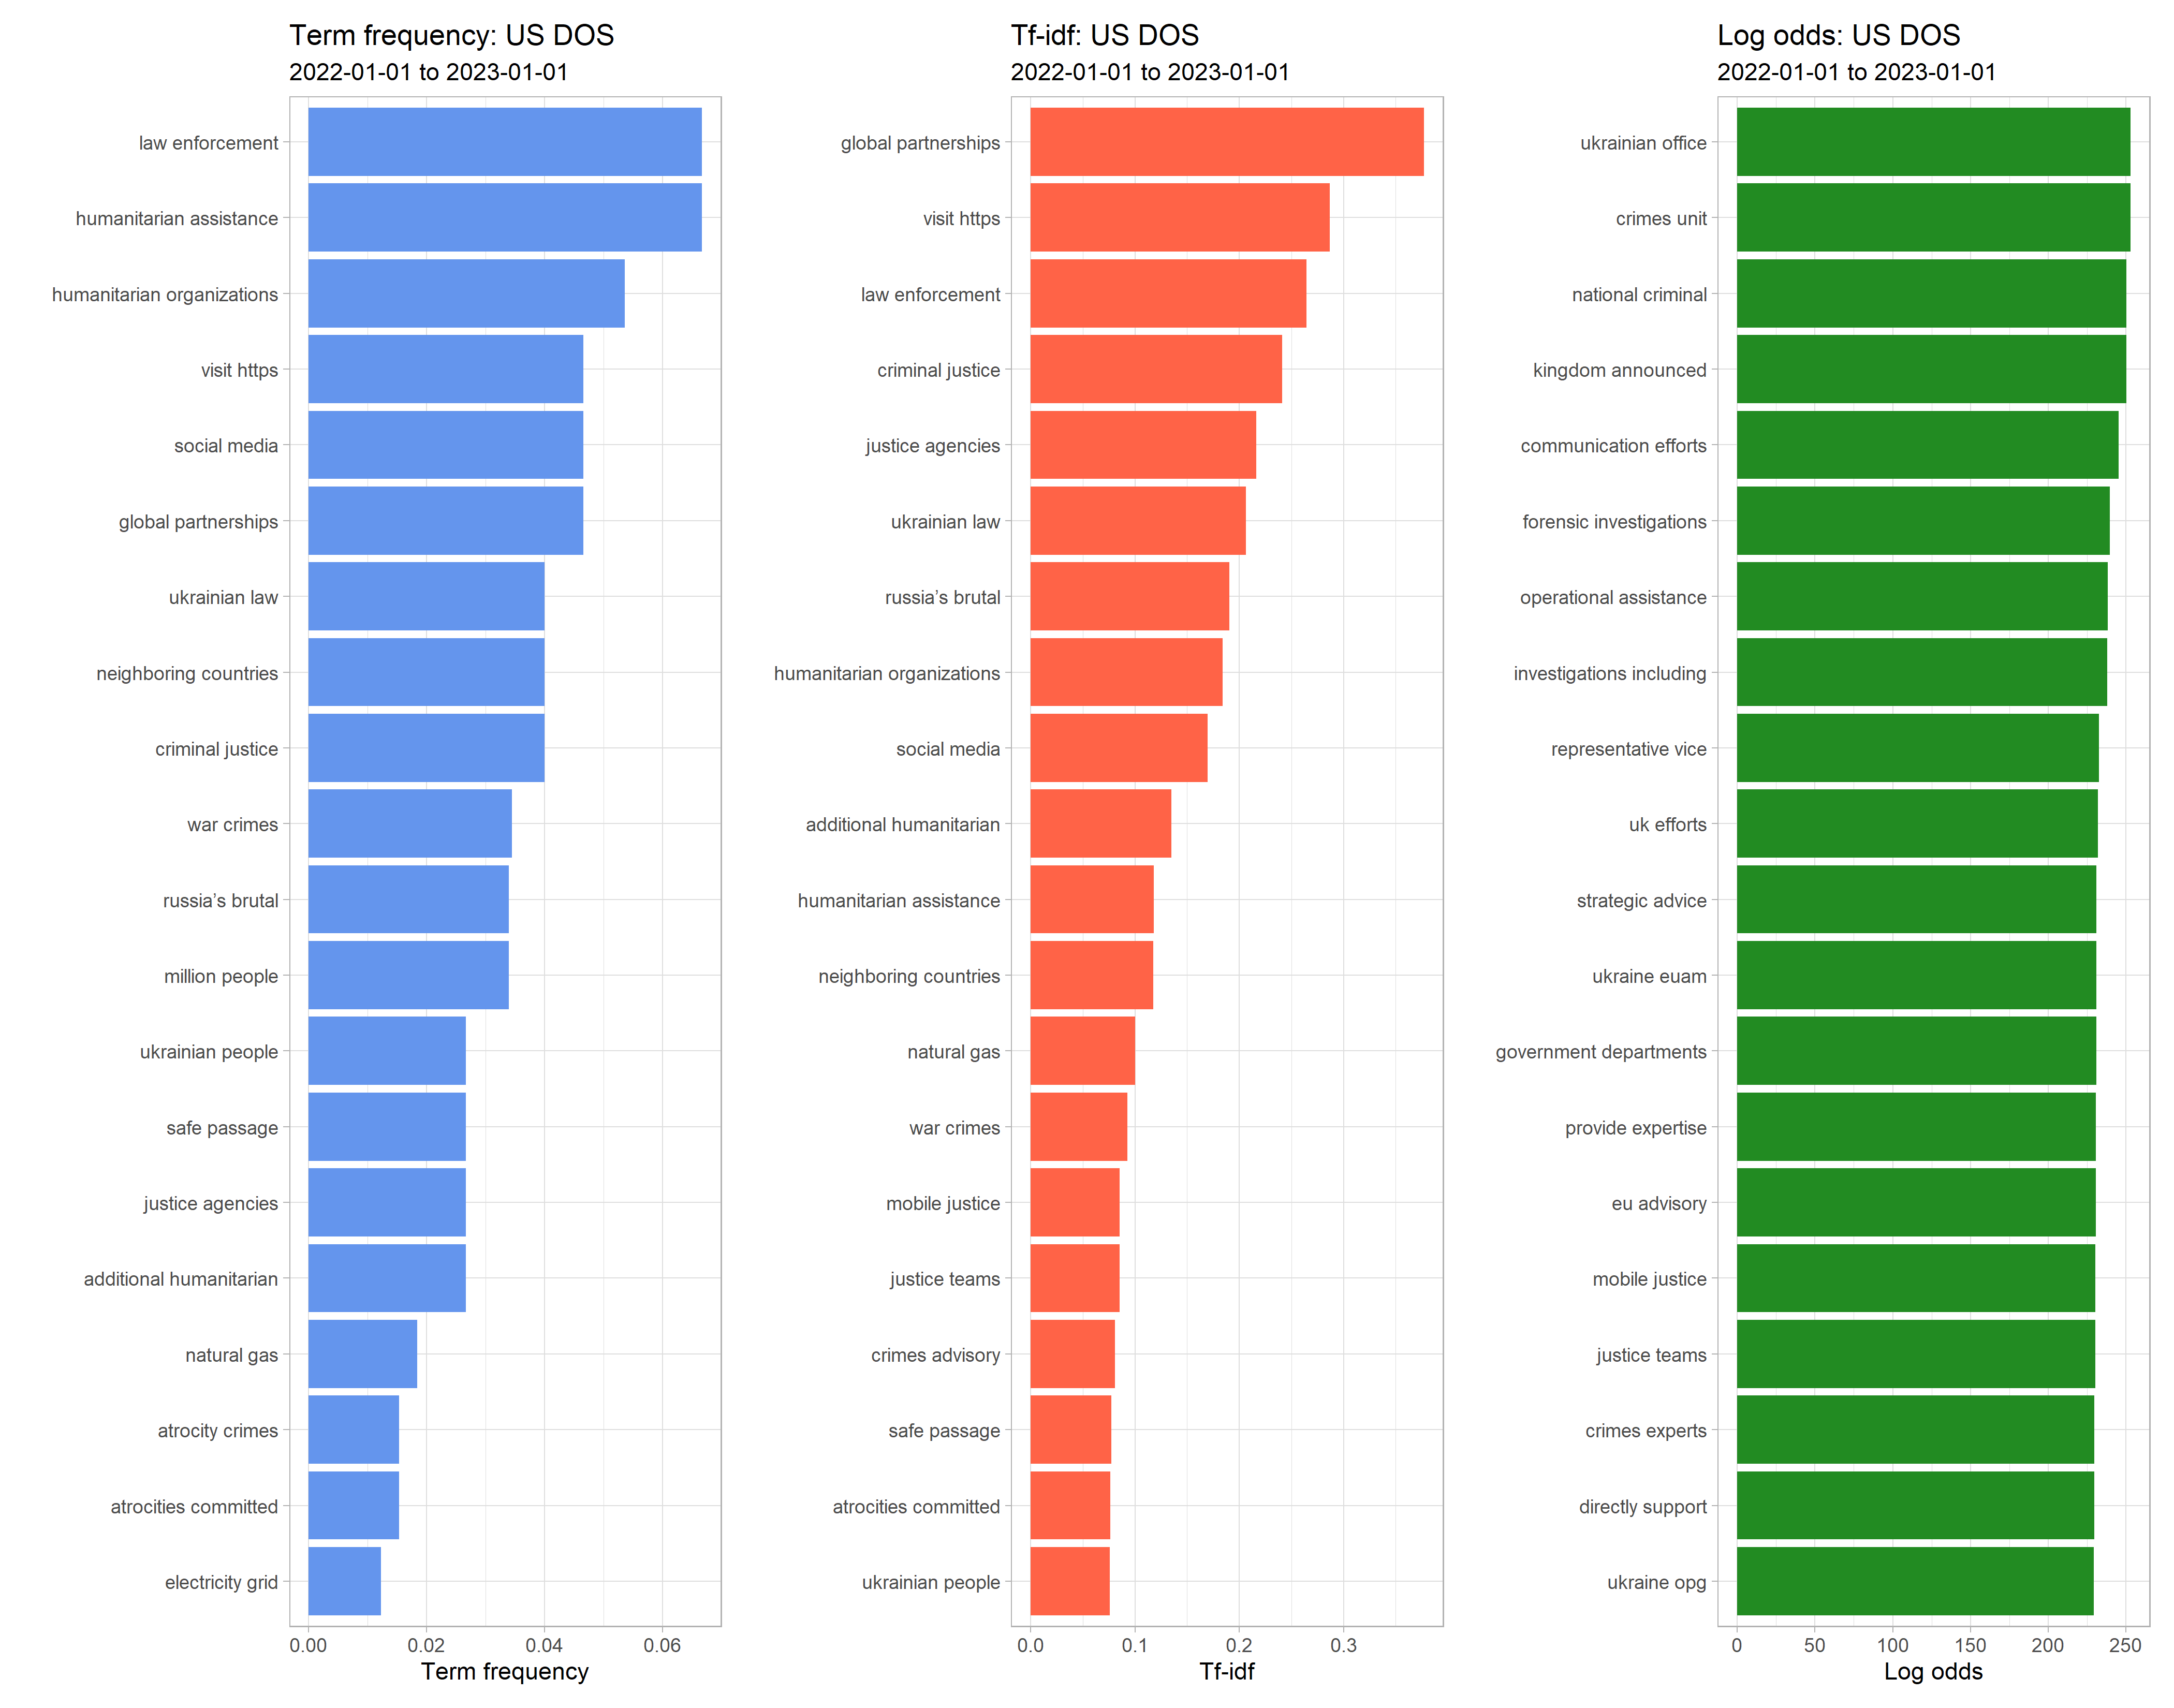 Term frequency: US DOS
2022-01-01 to 2023-01-01
law enforcement
humanitarian assistance
humanitarian organizations
visit https
social media
global partnerships
ukrainian law
neighboring countries
criminal justice
war crimes
russia’s brutal
million people
ukrainian people
safe passage
justice agencies
additional humanitarian
natural gas
atrocity crimes
atrocities committed
electricity grid
0.00 0.02 0.04 0.06
Term frequency
Tf-idf: US DOS
2022-01-01 to 2023-01-01
global partnerships
visit https
law enforcement
criminal justice
justice agencies
ukrainian law
russia’s brutal
humanitarian organizations
social media
additional humanitarian
humanitarian assistance
neighboring countries
natural gas
war crimes
mobile justice
justice teams
crimes advisory
safe passage
atrocities committed
ukrainian people
0.0 0.1 0.2 0.3
Tf-idf
Log odds: US DOS
2022-01-01 to 2023-01-01
ukrainian office
crimes unit
national criminal
kingdom announced
communication efforts
forensic investigations
operational assistance
investigations including
representative vice
uk efforts
strategic advice
ukraine euam
government departments
provide expertise
eu advisory
mobile justice
justice teams
crimes experts
directly support
ukraine opg
0 50 100 150 200 250
Log odds